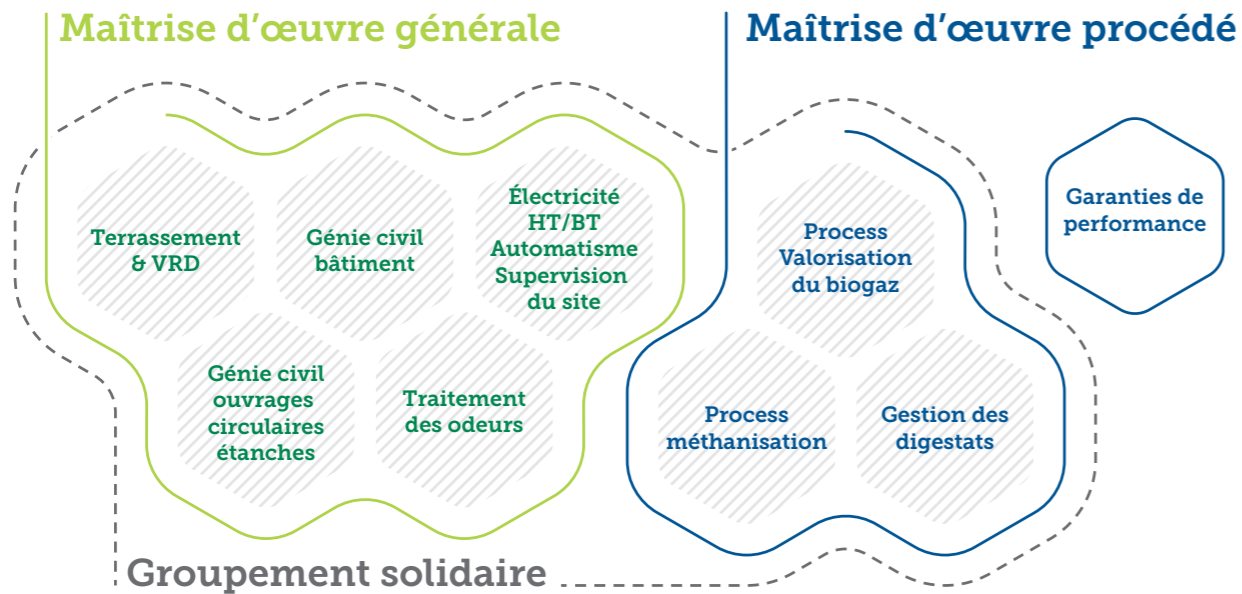 Maîtrise d'œuvre générale
Maîtrise d'œuvre procédé
Terrassement
& VRD
Génie civil
bâtiment
Électricité
HT/BT
Automatisme
Supervision
du site
Génie civil
ouvrages
circulaires
étanches
Traitement
des odeurs
Process
Valorisation
du biogaz
Process
méthanisation
Gestion des
digestats
Garanties de
performance
Groupement solidaire